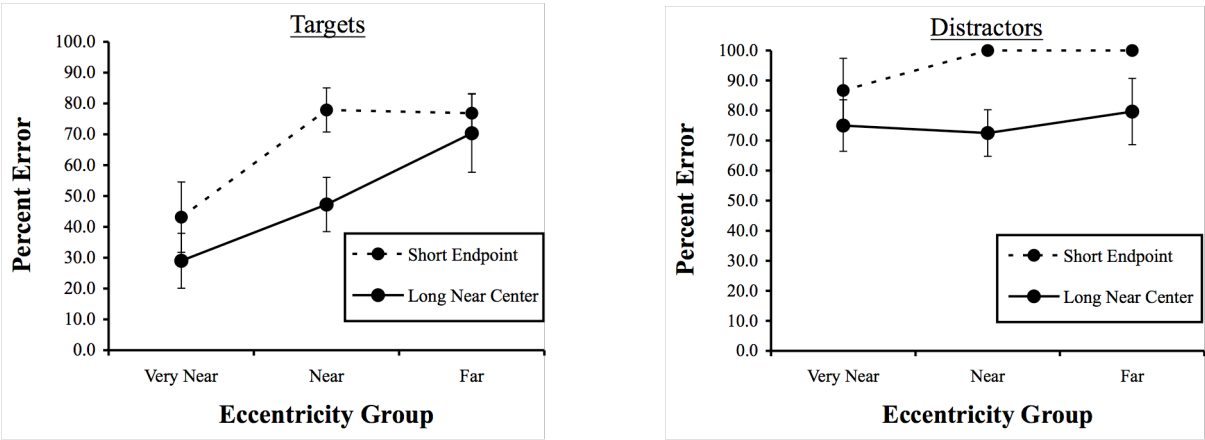 Targets
100.0
90.0
80.0
70.0
60.0
50.0
40.0
30.0
20.0
10.0
0.0
Percent Error
Short Endpoint
Long Near Center
Very Near
Near
Far
Eccentricity Group
Distractors
100.0
90.0
80.0
70.0
60.0
50.0
40.0
30.0
20.0
10.0
0.0
Percent Error
Short Endpoint
Long Near Center
Very Near
Near
Far
Eccentricity Group